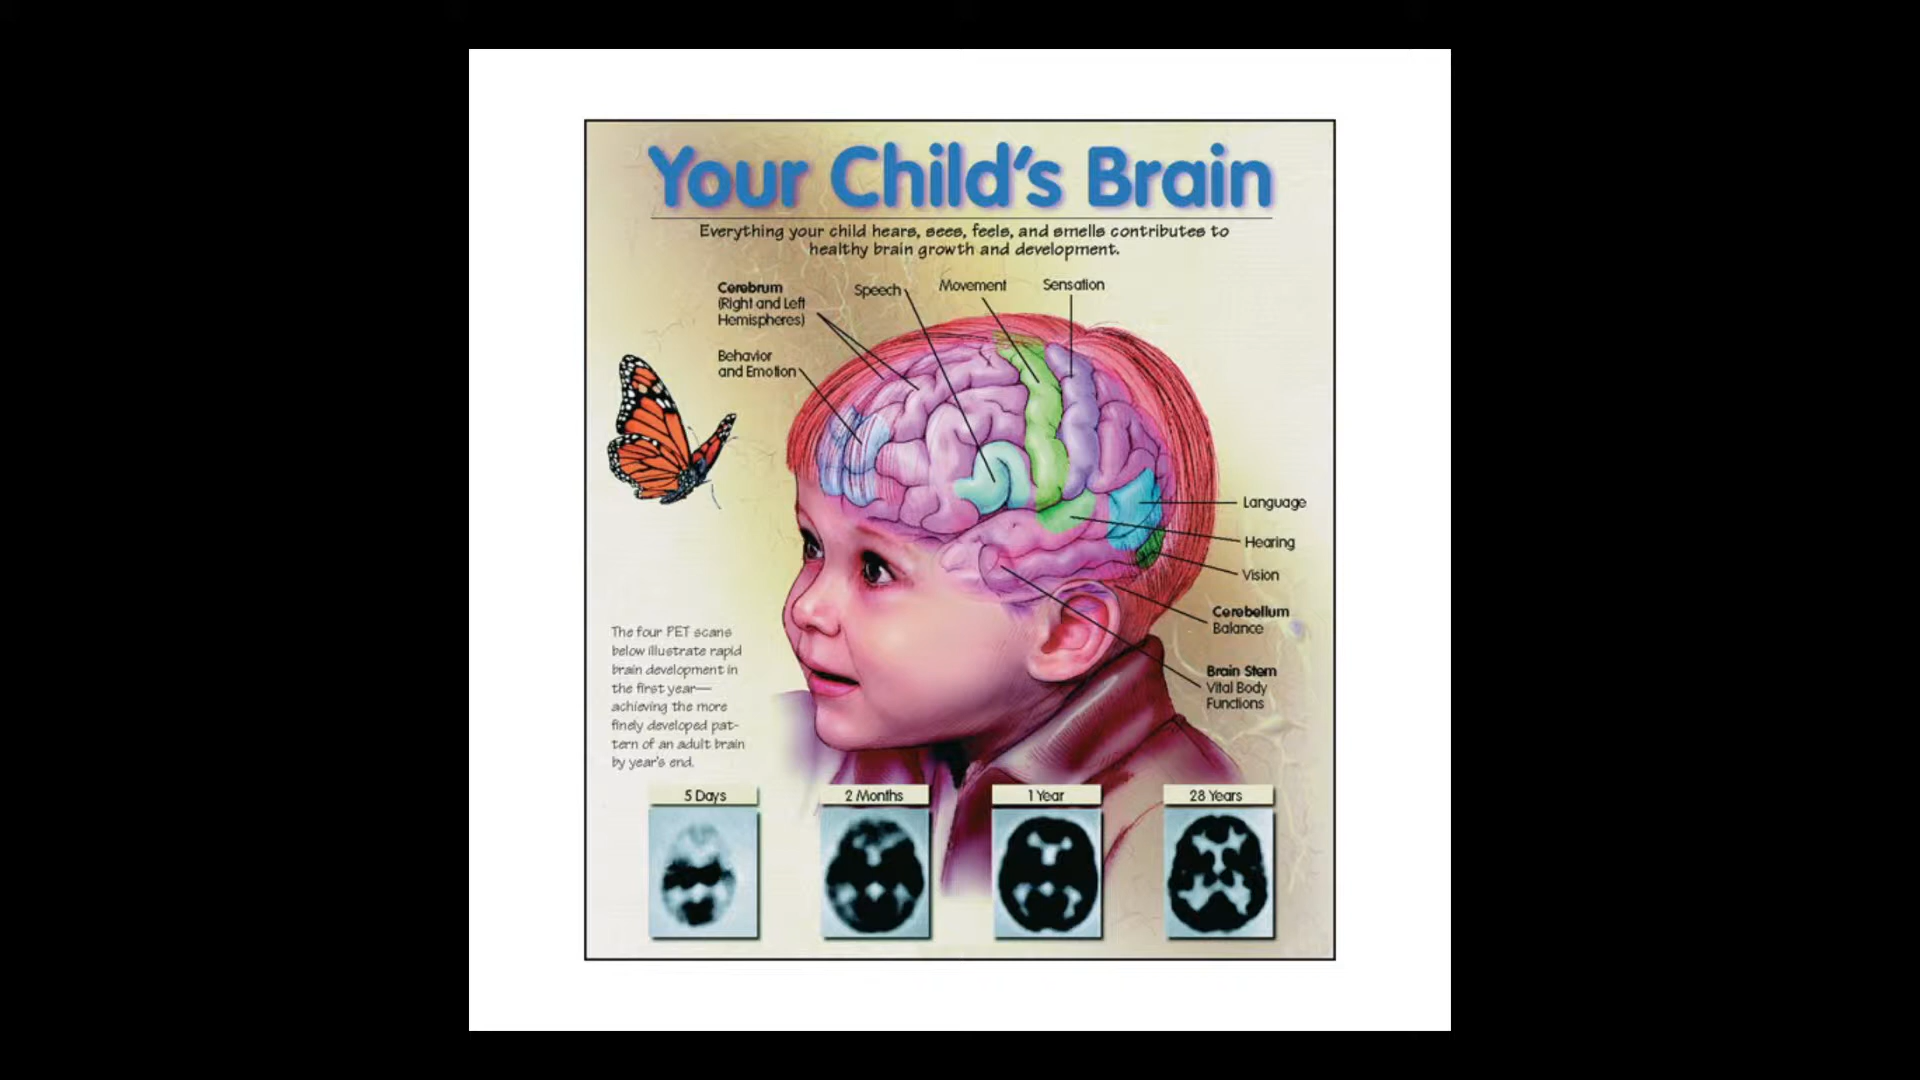 Your Child's Brain
Everything your child hears, sees, feels, and smells contributes to
healthy brain growth and development.
Cerebrum
(Right and Left
Hemispheres)
Speech
Movement
Sensation
Behavior
and Emotion
Language
Hearing
Vision
Cerebellum
Balance
Brain Stem
Vital Body
Functions
The four PET scans
below illustrate rapid
brain development in
the first year—
achieving the more
finely developed pat-
tern of an adult brain
by year's end.
5 Days
2 Months
1 Year
28 Years